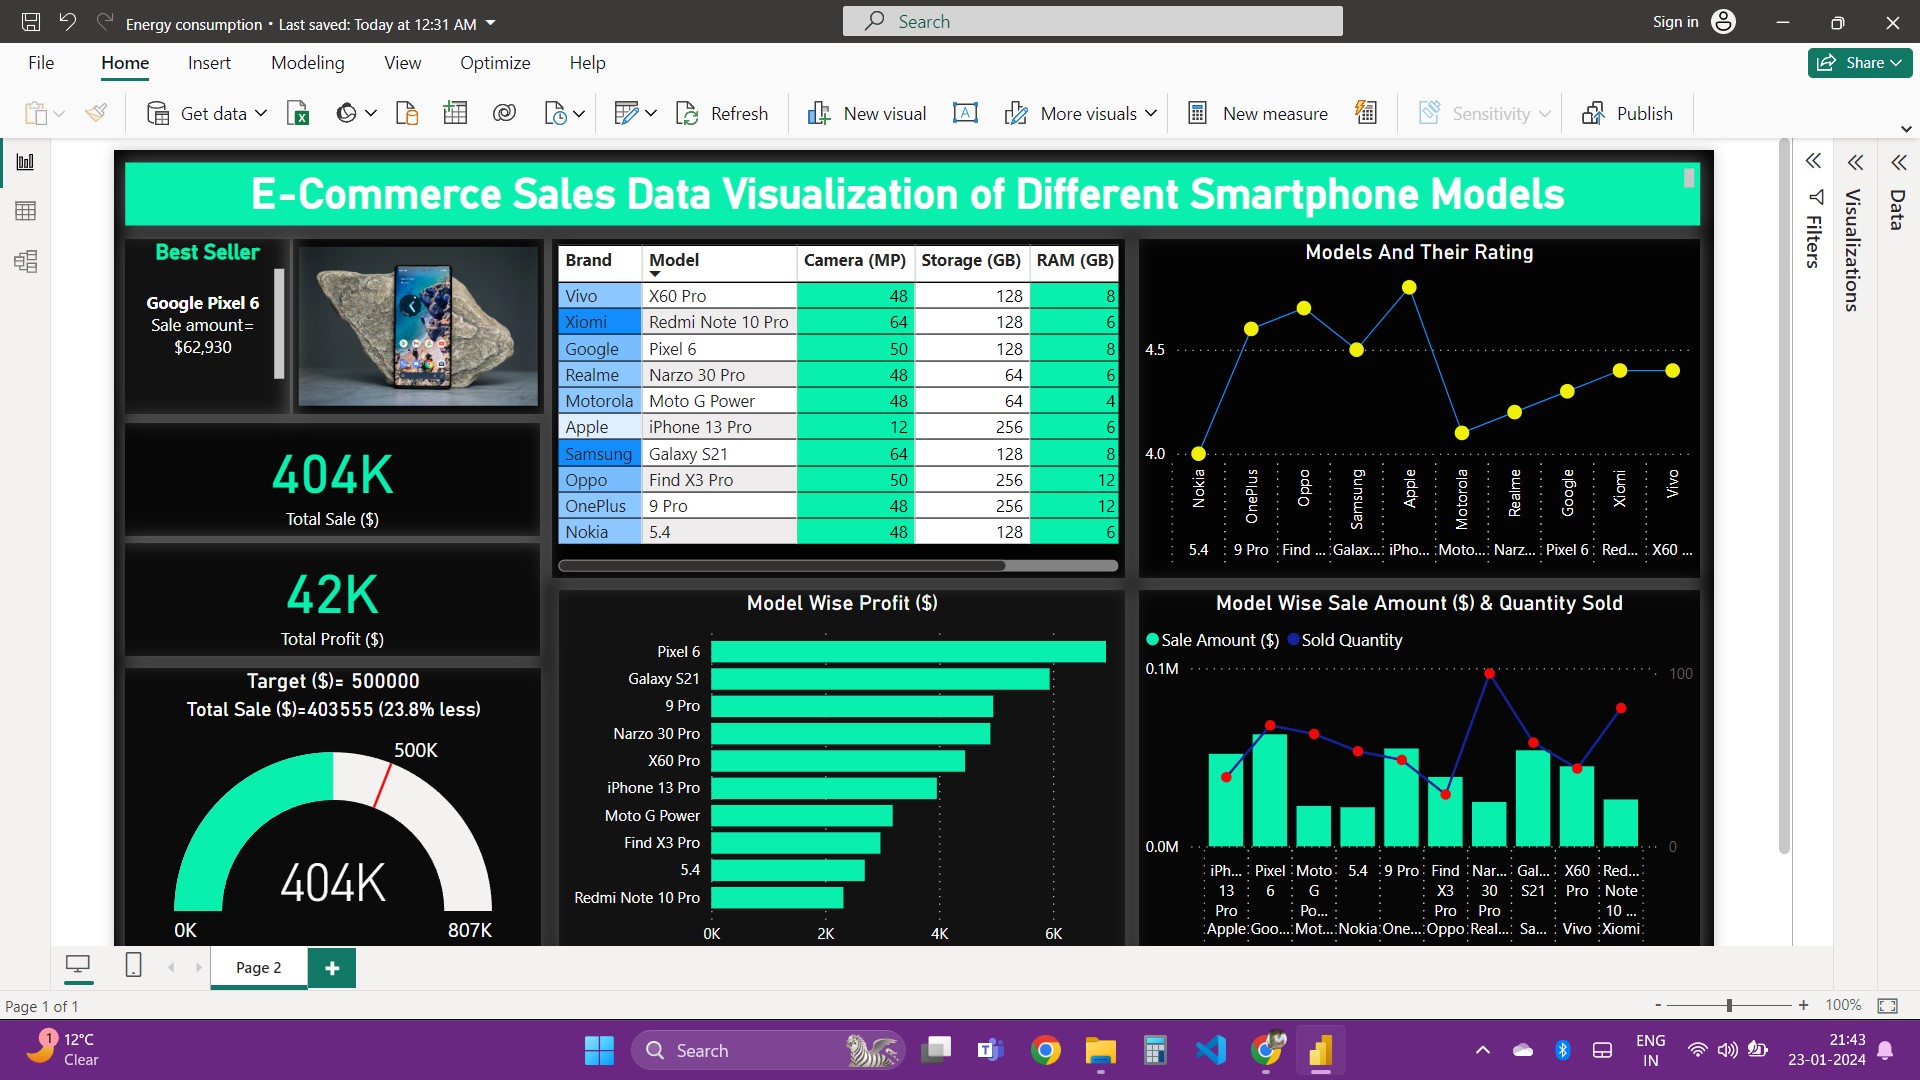 Energy consumption • Last saved: Today at 12:31 AM
Search
Sign in
File Home Insert Modeling View Optimize Help
Share
Get data
Refresh
New visual
More visuals
New measure
Sensitivity
Publish
E-Commerce Sales Data Visualization of Different Smartphone Models
Best Seller
Google Pixel 6
Sale amount=
$62,930
404K
Total Sale ($)
42K
Total Profit ($)
Target ($)= 500000
Total Sale ($)=403555 (23.8% less)
500K
404K
0K 807K
Brand Model Camera (MP) Storage (GB) RAM (GB)
Vivo X60 Pro 48 128 8
Xiomi Redmi Note 10 Pro 64 128 6
Google Pixel 6 50 128 8
Realme Narzo 30 Pro 48 64 6
Motorola Moto G Power 48 64 4
Apple iPhone 13 Pro 12 256 6
Samsung Galaxy S21 64 128 8
Oppo Find X3 Pro 50 256 12
OnePlus 9 Pro 48 256 12
Nokia 5.4 48 128 6
Models And Their Rating
4.5
4.0
Nokia OnePlus Oppo Samsung Apple Motorola Realme Google Xiomi Vivo
5.4 9 Pro Find ... Galax... iPho... Moto... Narz... Pixel 6 Red... X60 ...
Model Wise Profit ($)
Pixel 6
Galaxy S21
9 Pro
Narzo 30 Pro
X60 Pro
iPhone 13 Pro
Moto G Power
Find X3 Pro
5.4
Redmi Note 10 Pro
0K 2K 4K 6K
Model Wise Sale Amount ($) & Quantity Sold
Sale Amount ($) Sold Quantity
0.1M 100
0.0M 0
iPh... Pixel Moto 5.4 9 Pro Find Nar... Gal... X60 Red...
13 6 G X3 30 S21 Pro Note
Pro Po... Pro Pro 10 ...
Apple Goo... Mot... Nokia One... Oppo Real... Sa... Vivo Xiomi
Filters
Visualizations
Data
Page 2
Page 1 of 1
- + 100%
1
12°C
Clear
Search
ENG
IN
21:43
23-01-2024